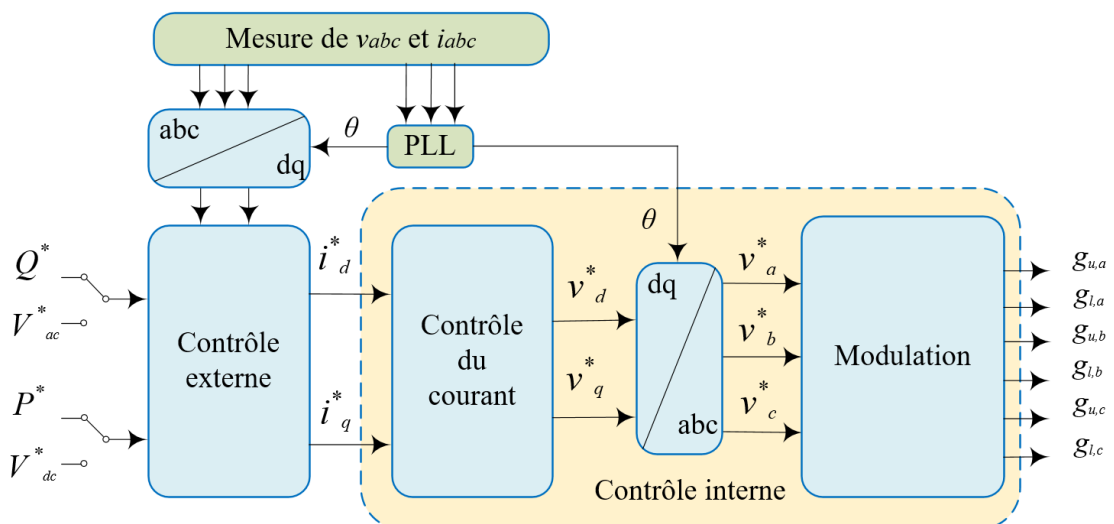 Mesure de vabc et iabc
abc
dq
θ
PLL
θ
Q*
V*ac
P*
V*dc
Contrôle
externe
i*d
i*q
Contrôle
du
courant
v*d
v*q
dq
abc
v*a
v*b
v*c
Modulation
gu,a
gl,a
gu,b
gl,b
gu,c
gl,c
Contrôle interne